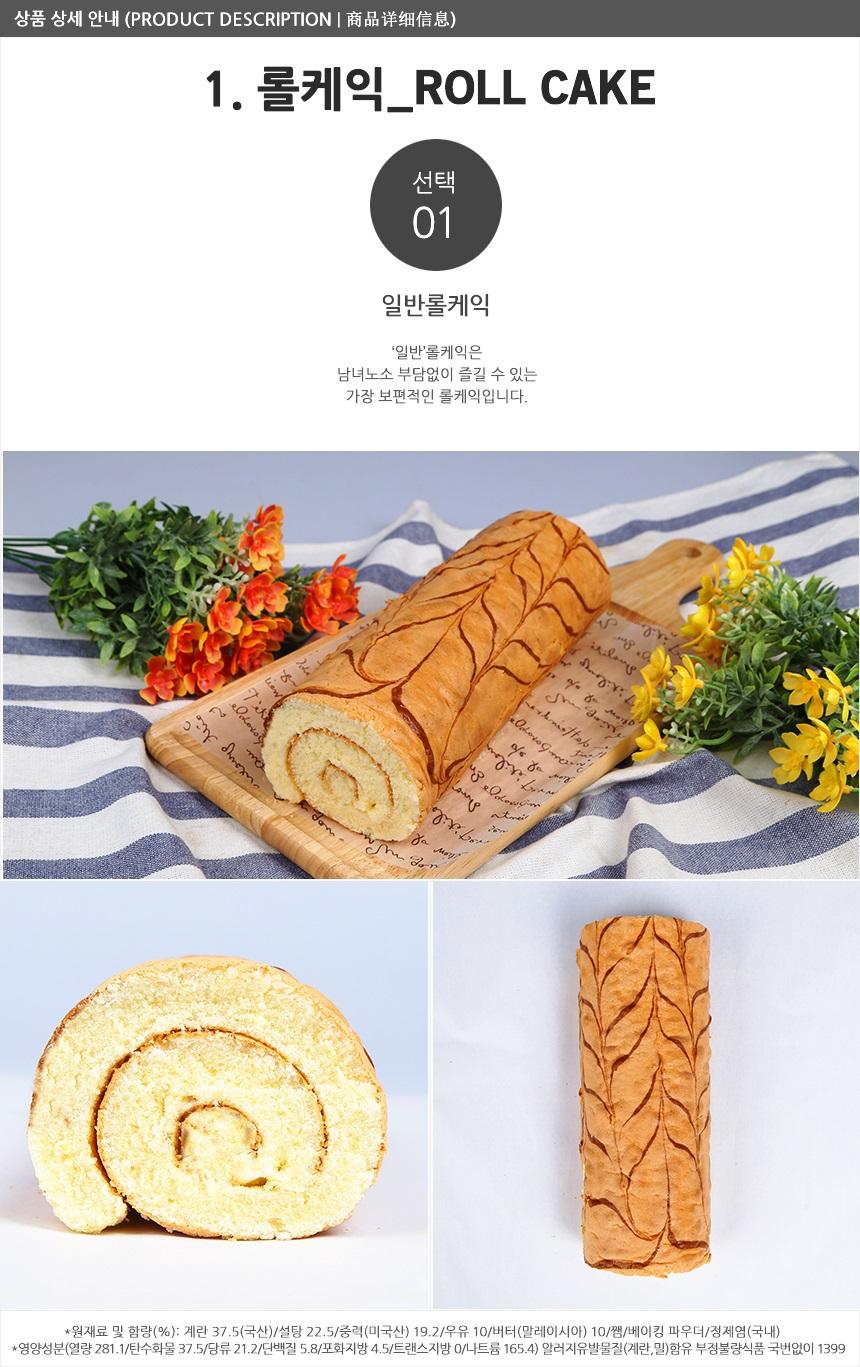 상품 상세 안내 (PRODUCT DESCRIPTION | 商品详细信息)
1. 롤케익_ROLL CAKE
선택
01
일반롤케익
‘일반’롤케익은
남녀노소 부담없이 즐길 수 있는
가장 보편적인 롤케익입니다.
*원재료 및 함량(%): 계란 37.5(국산)/설탕 22.5/중력(미국산) 19.2/우유 10/버터(말레이시아) 10/쨈/베이킹 파우더/정제염(국내)
*영양성분(열량 281.1/탄수화물 37.5/당류 21.2/단백질 5.8/포화지방 4.5/트랜스지방 0/나트륨 165.4) 알러지유발물질(계란,밀)함유 부정불량식품 국번없이 1399